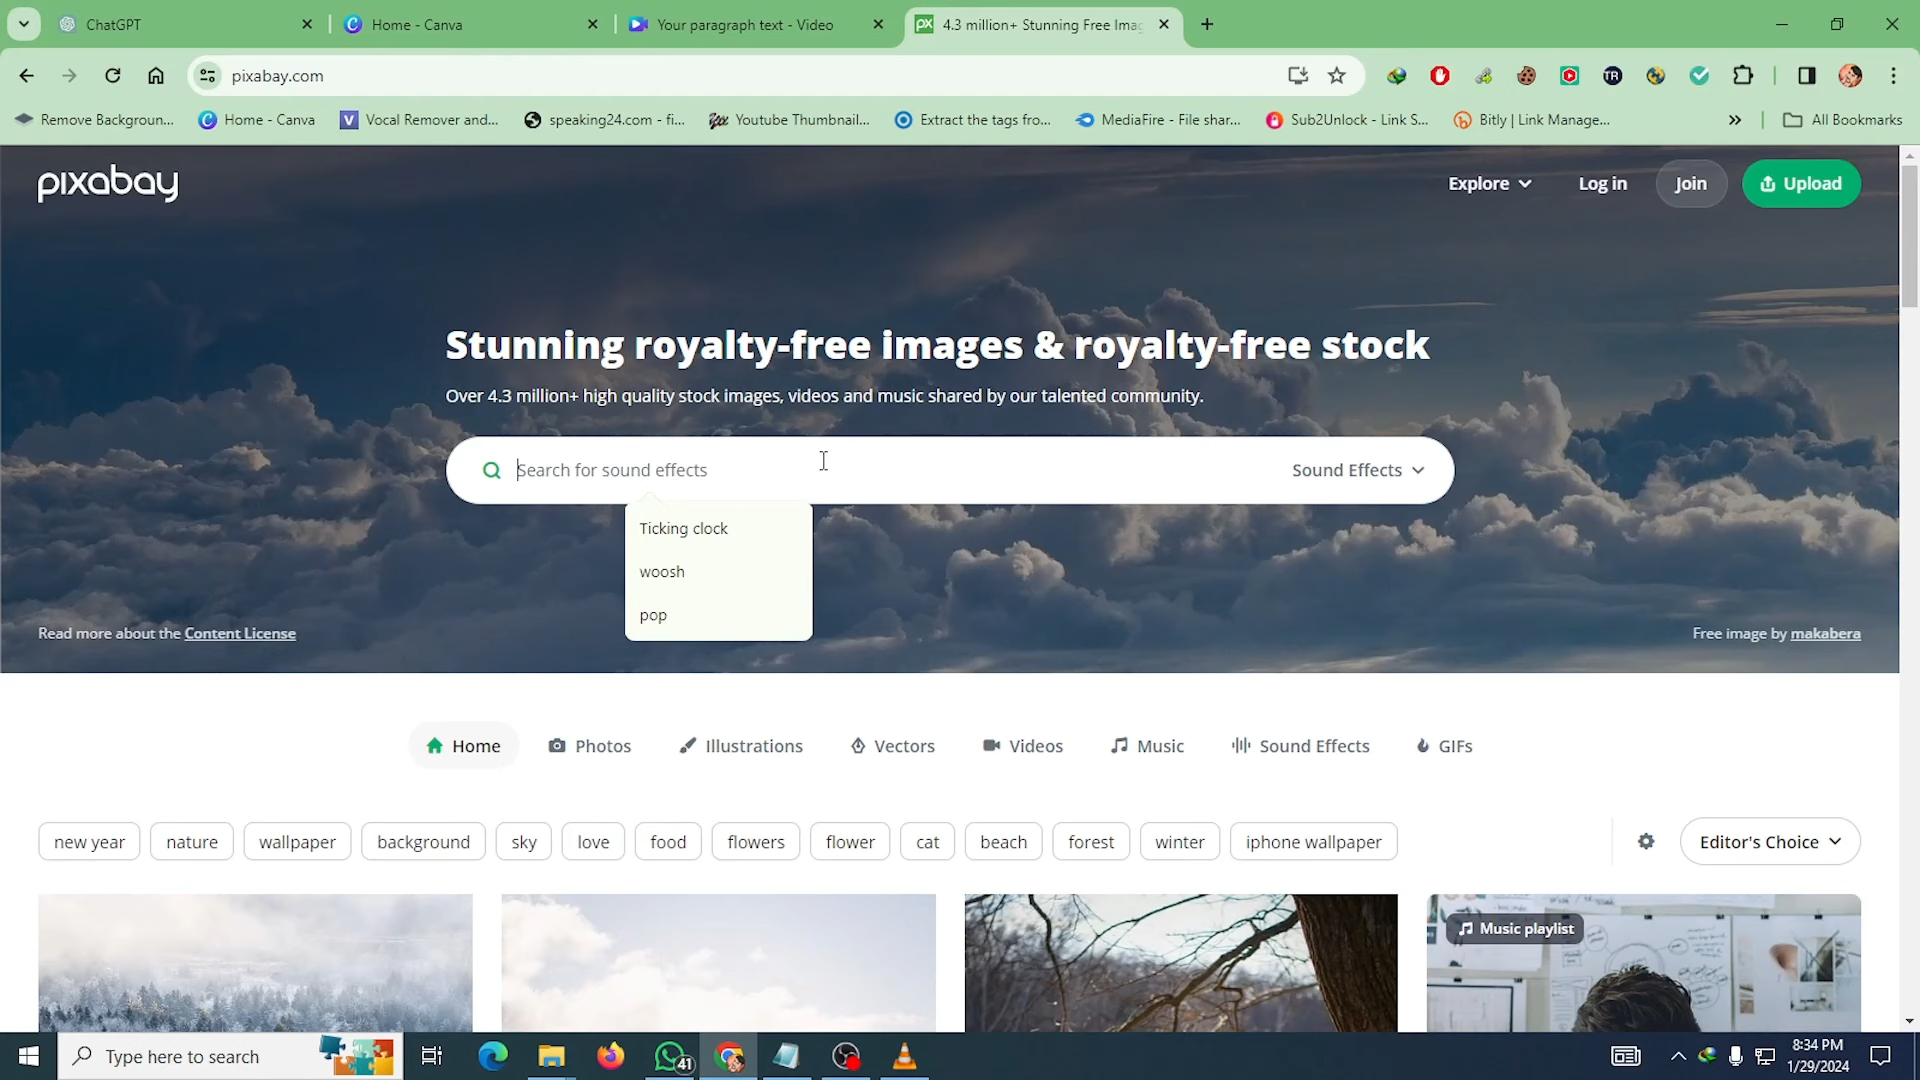 ChatGPT
Home - Canva
Your paragraph text - Video
4.3 million+ Stunning Free Imag
pixabay.com
Remove Backgroun...
Home - Canva
Vocal Remover and...
speaking24.com - fi...
Youtube Thumbnail...
Extract the tags fro...
MediaFire - File shar...
Sub2Unlock - Link S...
Bitly | Link Manage...
»
All Bookmarks
pixabay
Explore
Log in
Join
Upload
Stunning royalty-free images & royalty-free stock
Over 4.3 million+ high quality stock images, videos and music shared by our talented community.
Search for sound effects
Sound Effects
Ticking clock
woosh
pop
Read more about the Content License
Free image by makabera
Home
Photos
Illustrations
Vectors
Videos
Music
Sound Effects
GIFs
new year
nature
wallpaper
background
sky
love
food
flowers
flower
cat
beach
forest
winter
iphone wallpaper
Editor's Choice
Music playlist
Type here to search
41
8:34 PM
1/29/2024